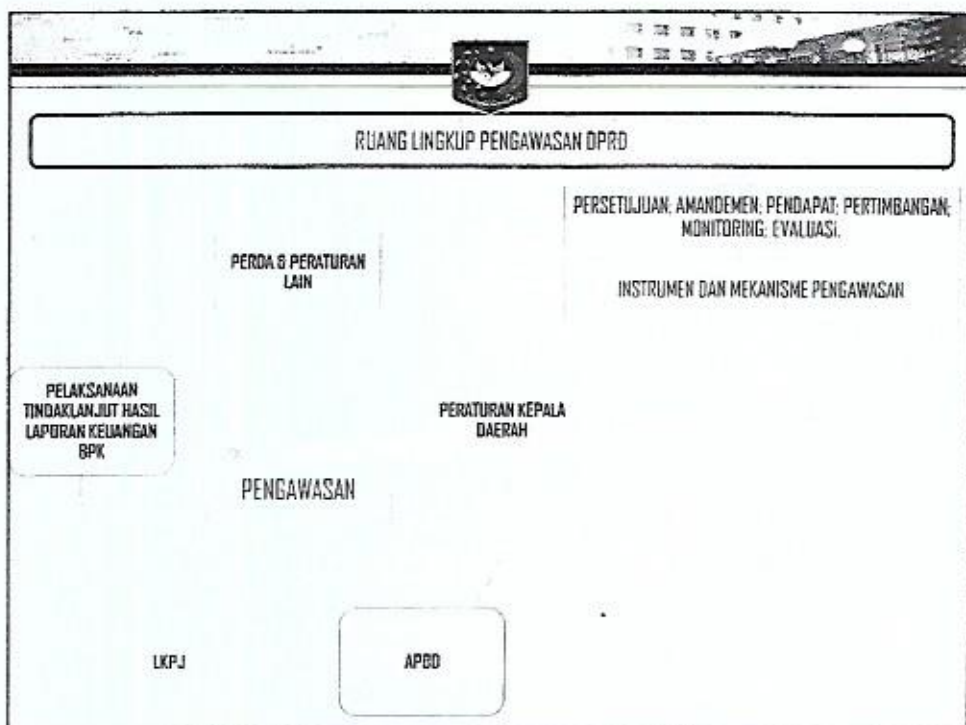 RUANG LINGKUP PENGAWASAN DPRD
PERSETUJUAN; AMANDEMEN; PENDAPAT; PERTIMBANGAN;
MONITORING; EVALUASI.
INSTRUMEN DAN MEKANISME PENGAWASAN
PERDA & PERATURAN
LAIN
PELAKSANAAN
TINDAKLANJUT HASIL
LAPORAN KEUANGAN
BPK
PERATURAN KEPALA
DAERAH
PENGAWASAN
LKPJ
APBD